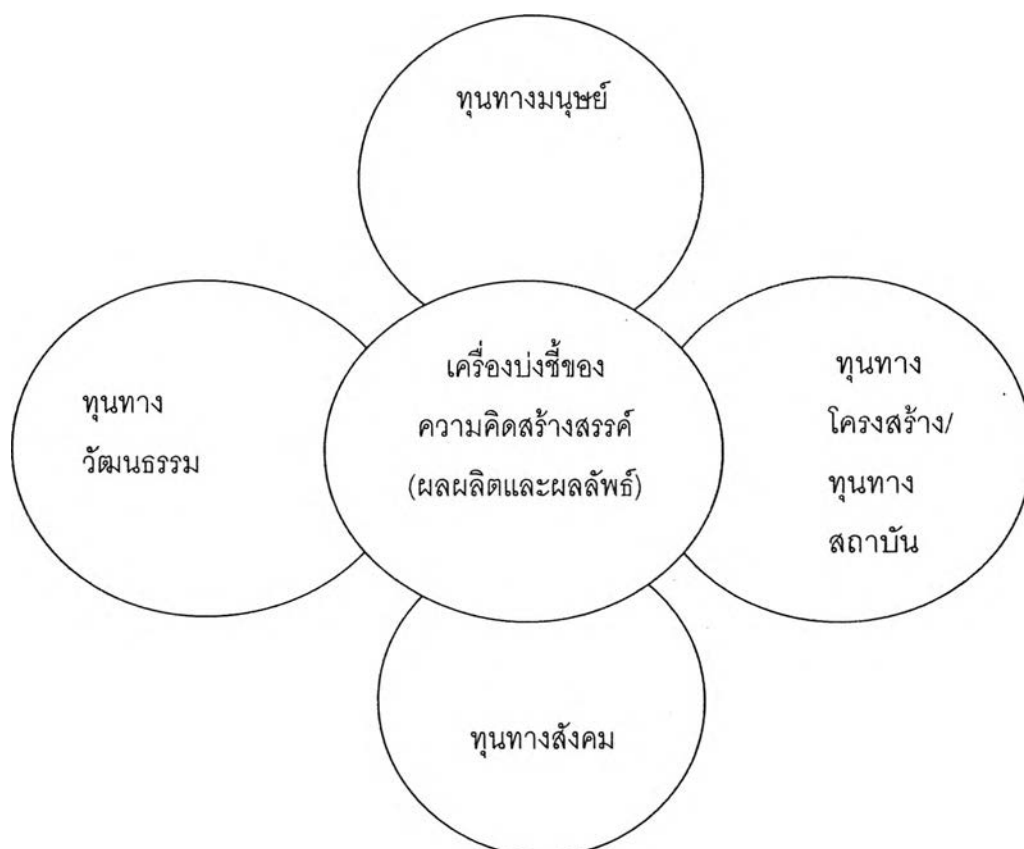 ทุนทางมนุษย์
ทุนทาง
วัฒนธรรม
เครื่องบ่งชี้ของ
ความคิดสร้างสรรค์
(ผลผลิตและผลลัพธ์)
ทุนทาง
โครงสร้าง/
ทุนทาง
สถาบัน
ทุนทางสังคม